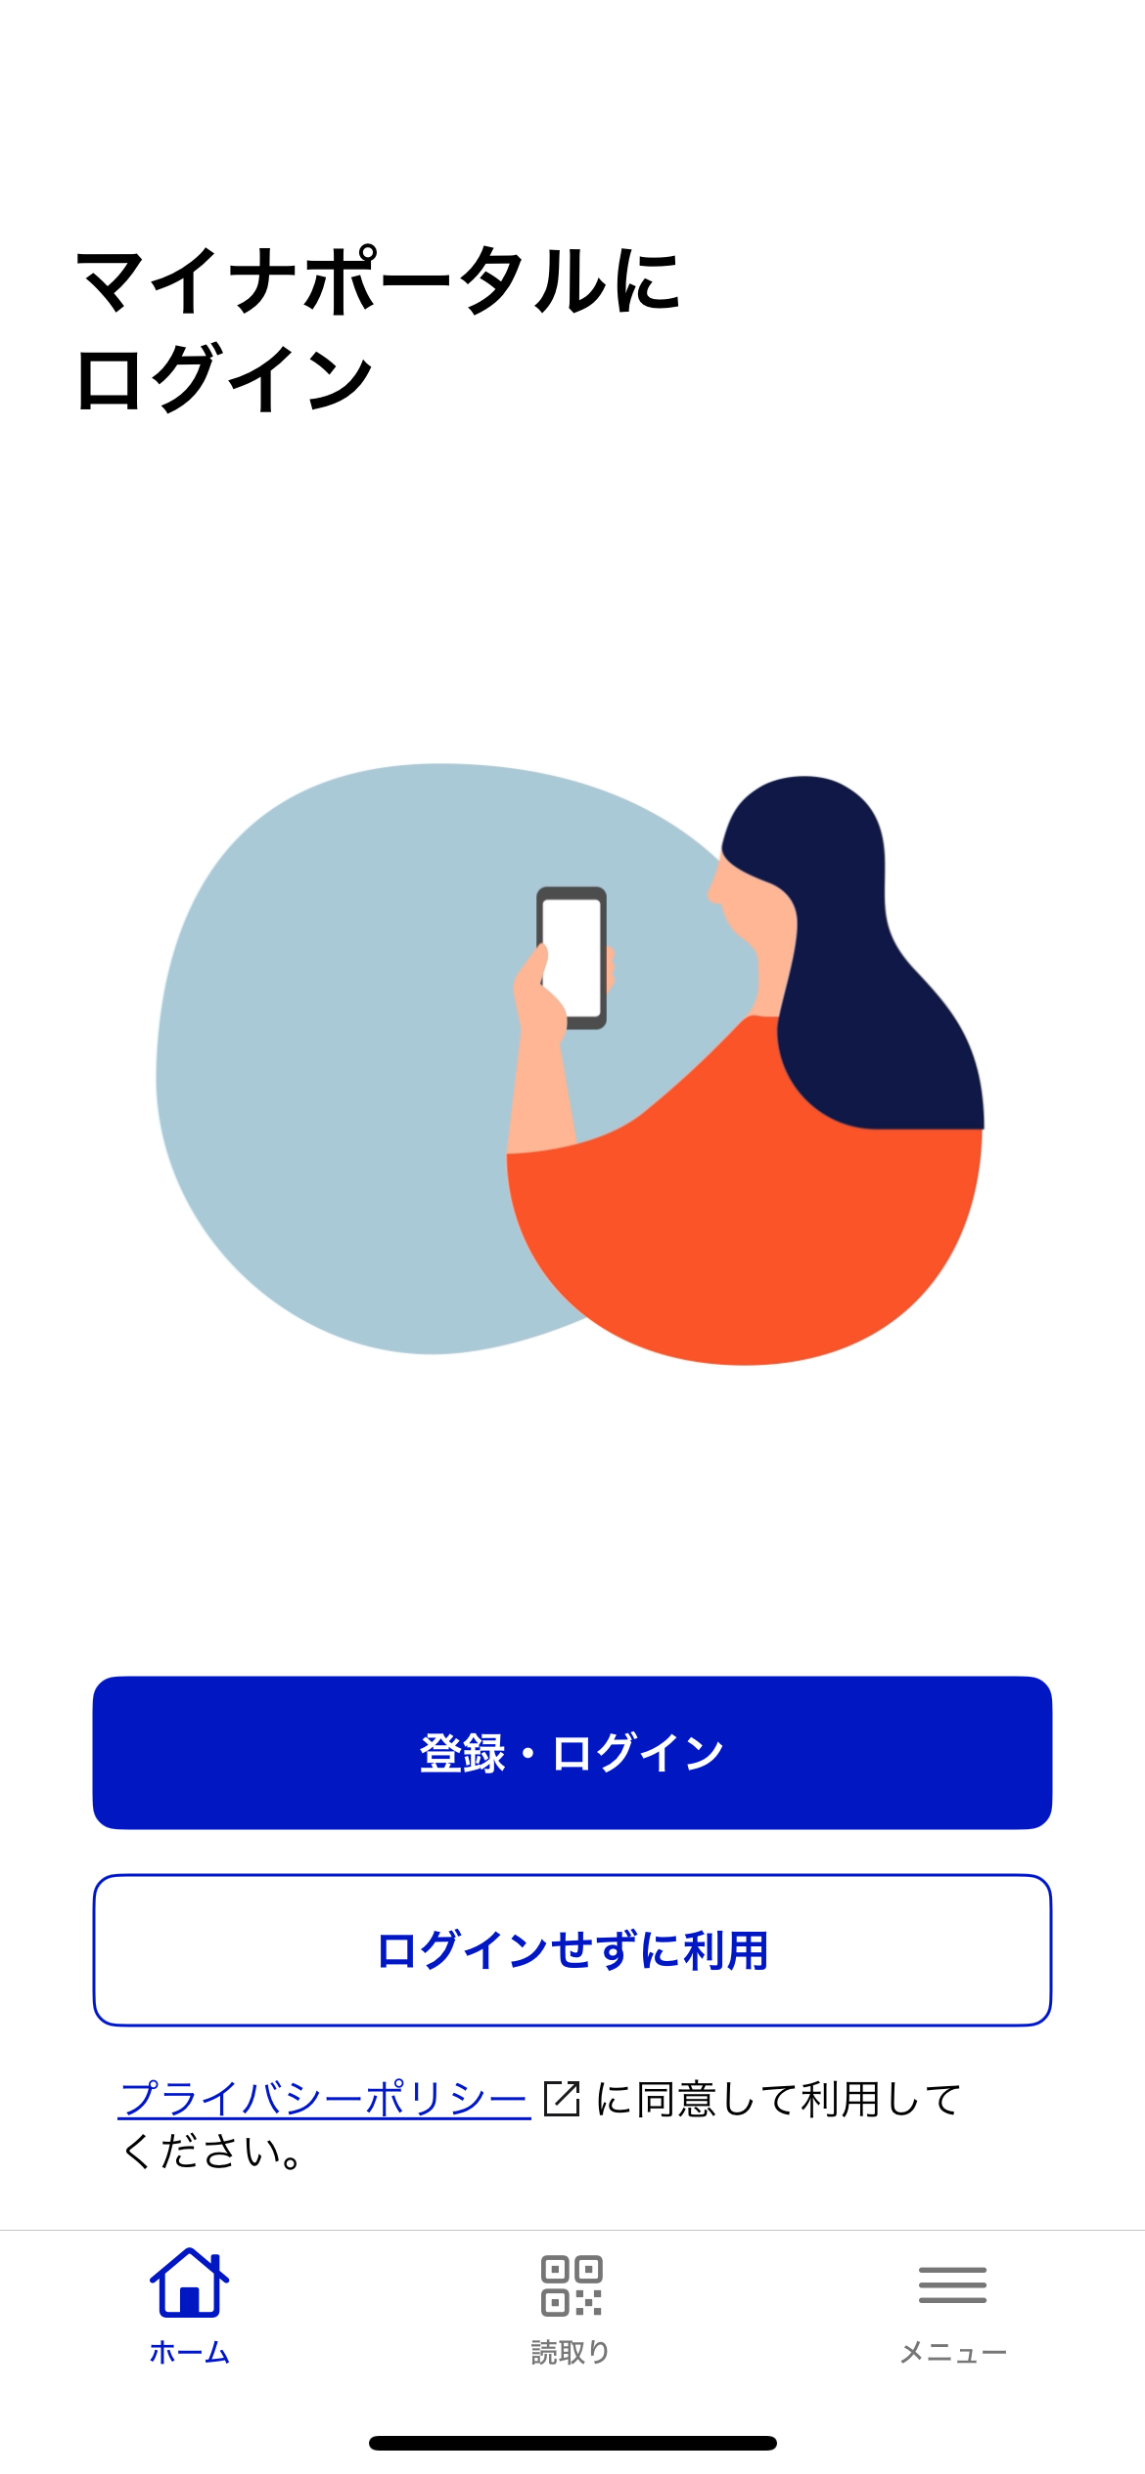 マイナポータルに
ログイン
登録・ログイン
ログインせずに利用
プライバシーポリシー に同意して利用して
ください。
ホーム
読取り
メニュー